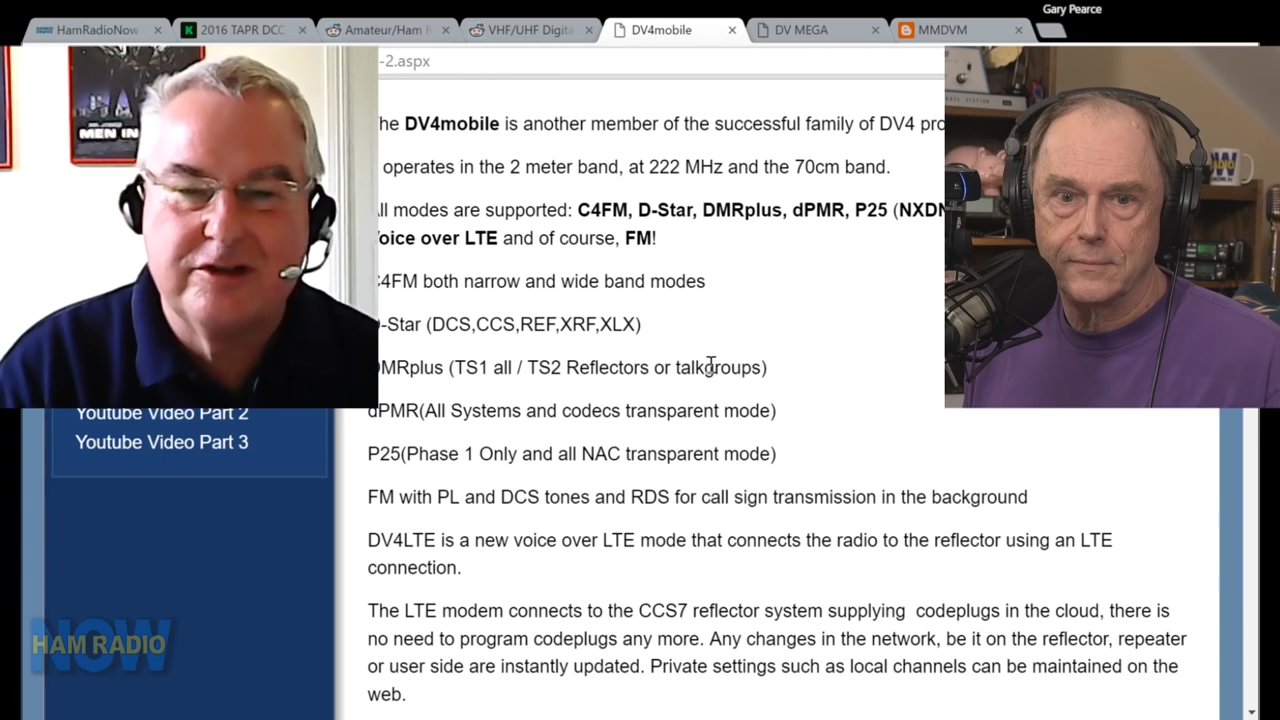 Gary Pearce
HamRadioNow
2016 TAPR DCC
Amateur/Ham R
VHF/UHF Digita
DV4mobile
DV MEGA
MMDVM
-2.aspx
MEN IN
he DV4mobile is another member of the successful family of DV4 pro
operates in the 2 meter band, at 222 MHz and the 70cm band.
All modes are supported: C4FM, D-Star, DMRplus, dPMR, P25 (NXDN
Voice over LTE and of course, FM!
C4FM both narrow and wide band modes
D-Star (DCS,CCS,REF,XRF,XLX)
DMRplus (TS1 all / TS2 Reflectors or talkgroups)
dPMR(All Systems and codecs transparent mode)
Youtube Video Part 2
Youtube Video Part 3
P25(Phase 1 Only and all NAC transparent mode)
FM with PL and DCS tones and RDS for call sign transmission in the background
DV4LTE is a new voice over LTE mode that connects the radio to the reflector using an LTE
connection.
The LTE modem connects to the CCS7 reflector system supplying codeplugs in the cloud, there is
no need to program codeplugs any more. Any changes in the network, be it on the reflector, repeater
or user side are instantly updated. Private settings such as local channels can be maintained on the
web.
HAM RADIO
NOW